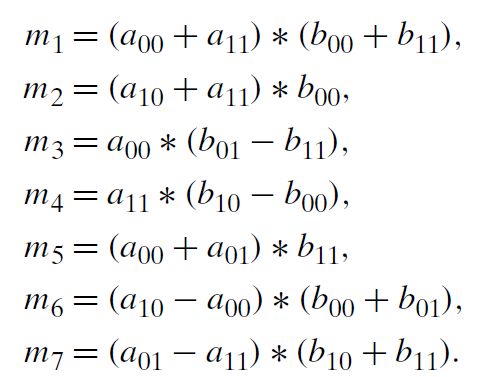 m₁ = (a₀₀ + a₁₁) ∗ (b₀₀ + b₁₁),
m₂ = (a₁₀ + a₁₁) ∗ b₀₀,
m₃ = a₀₀ ∗ (b₀₁ − b₁₁),
m₄ = a₁₁ ∗ (b₁₀ − b₀₀),
m₅ = (a₀₀ + a₀₁) ∗ b₁₁,
m₆ = (a₁₀ − a₀₀) ∗ (b₀₀ + b₀₁),
m₇ = (a₀₁ − a₁₁) ∗ (b₁₀ + b₁₁).